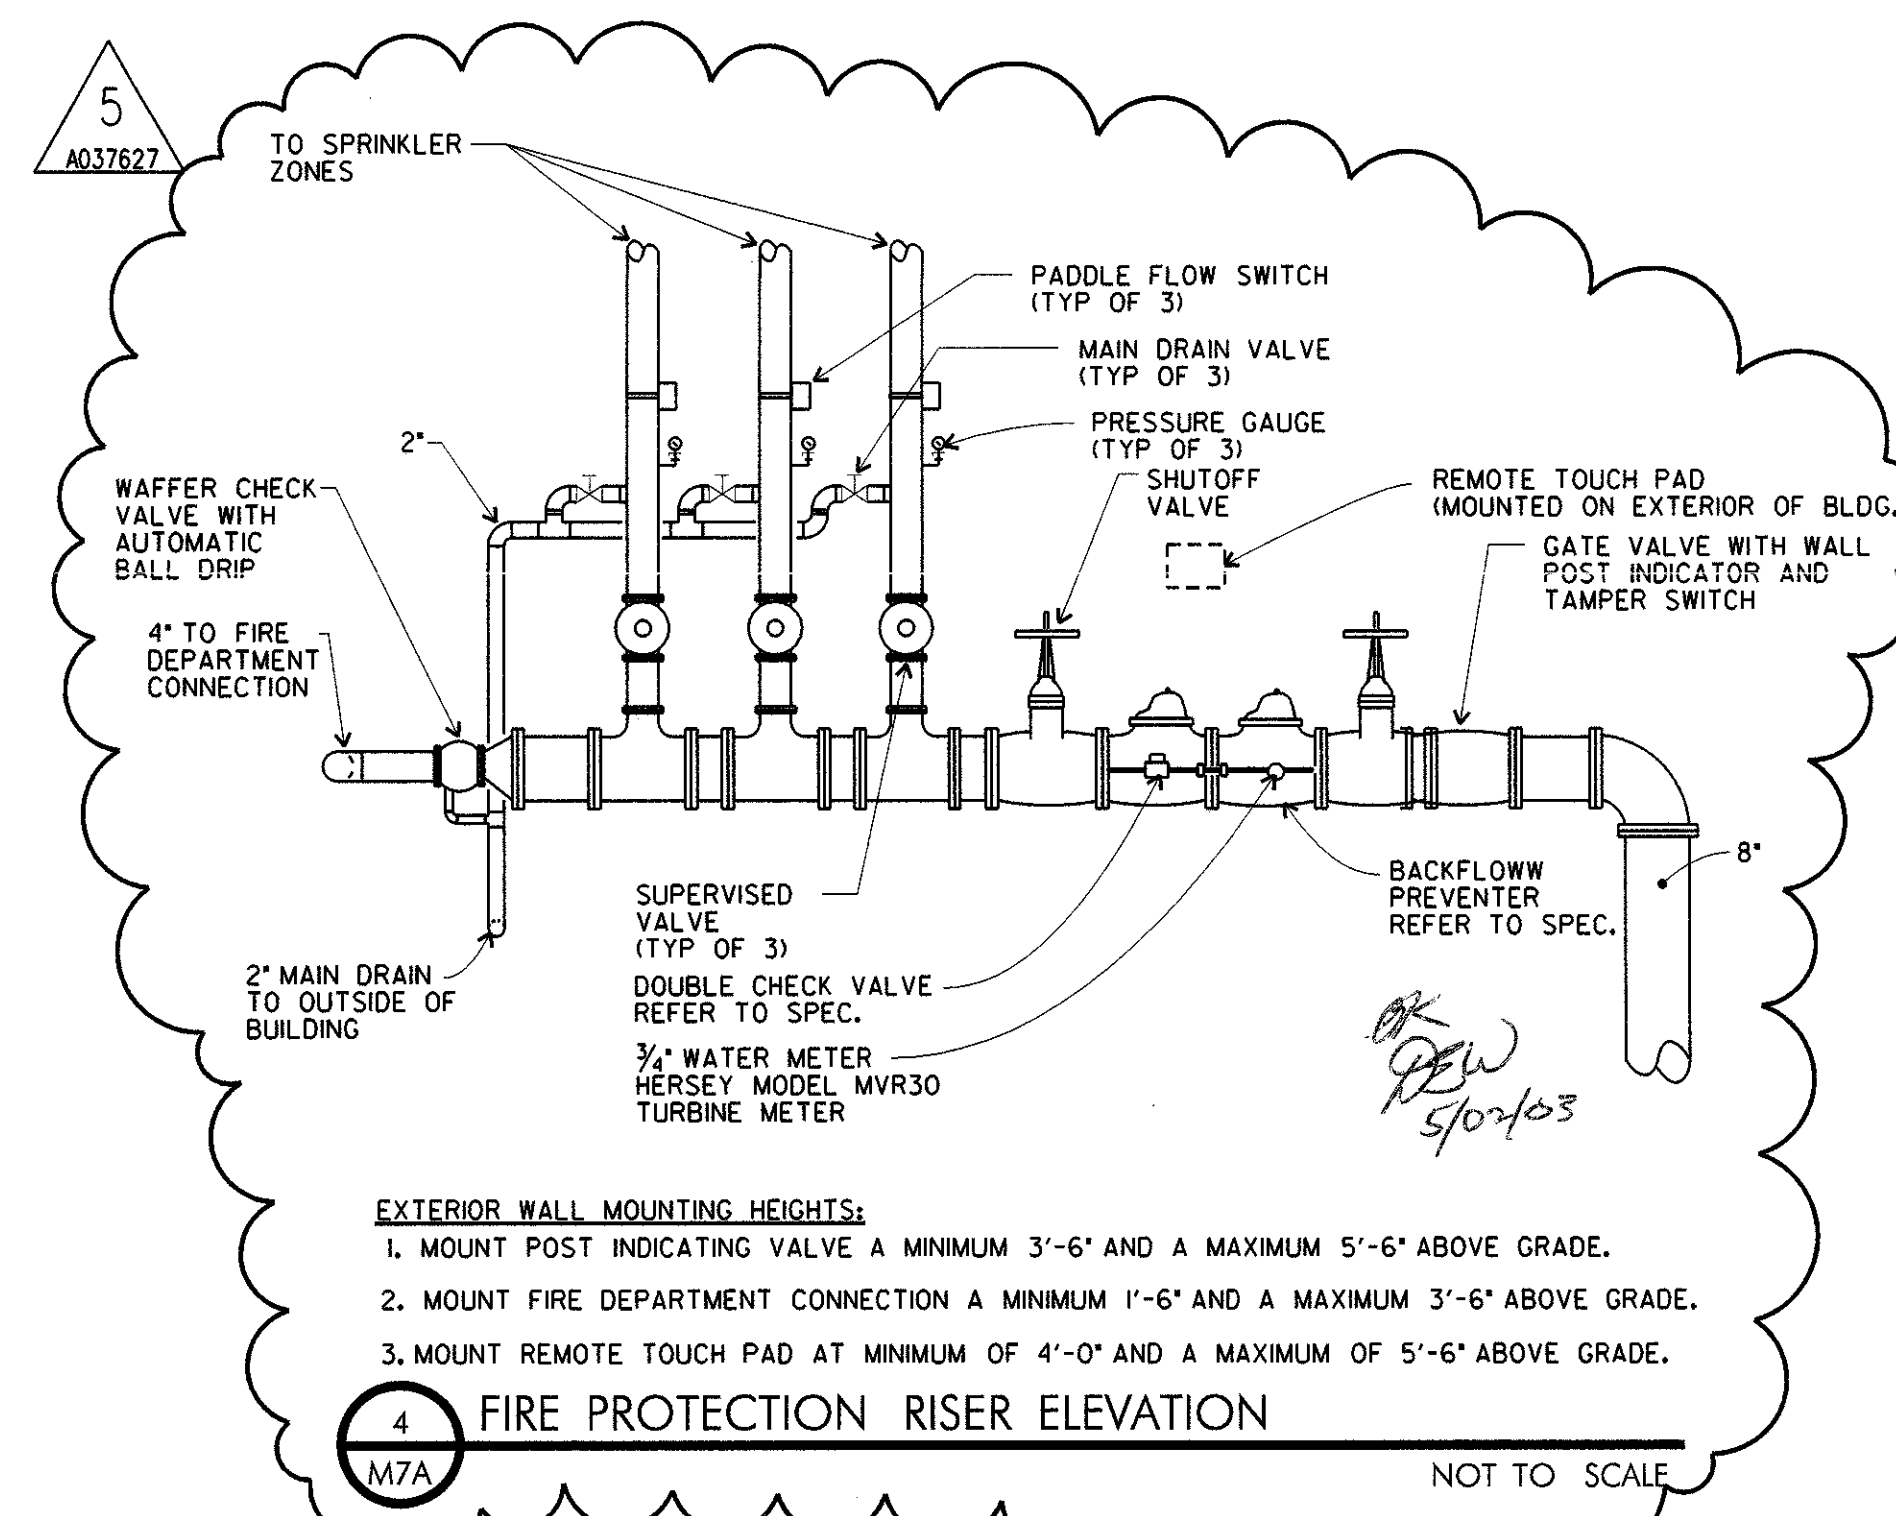 5
A037627
TO SPRINKLER
ZONES
PADDLE FLOW SWITCH
(TYP OF 3)
MAIN DRAIN VALVE
(TYP OF 3)
PRESSURE GAUGE
(TYP OF 3)
2"
WAFFER CHECK
VALVE WITH
AUTOMATIC
BALL DRIP
SHUTOFF
VALVE
REMOTE TOUCH PAD
(MOUNTED ON EXTERIOR OF BLDG.
GATE VALVE WITH WALL
POST INDICATOR AND
TAMPER SWITCH
4" TO FIRE
DEPARTMENT
CONNECTION
8"
BACKFLOWW
PREVENTER
REFER TO SPEC.
SUPERVISED
VALVE
(TYP OF 3)
DOUBLE CHECK VALVE
REFER TO SPEC.
2" MAIN DRAIN
TO OUTSIDE OF
BUILDING
3/4" WATER METER
HERSEY MODEL MVR30
TURBINE METER
OK
DEW
5/02/03
EXTERIOR WALL MOUNTING HEIGHTS:
1. MOUNT POST INDICATING VALVE A MINIMUM 3'-6" AND A MAXIMUM 5'-6" ABOVE GRADE.
2. MOUNT FIRE DEPARTMENT CONNECTION A MINIMUM 1'-6" AND A MAXIMUM 3'-6" ABOVE GRADE.
3. MOUNT REMOTE TOUCH PAD AT MINIMUM OF 4'-0" AND A MAXIMUM OF 5'-6" ABOVE GRADE.
4
M7A
FIRE PROTECTION RISER ELEVATION
NOT TO SCALE